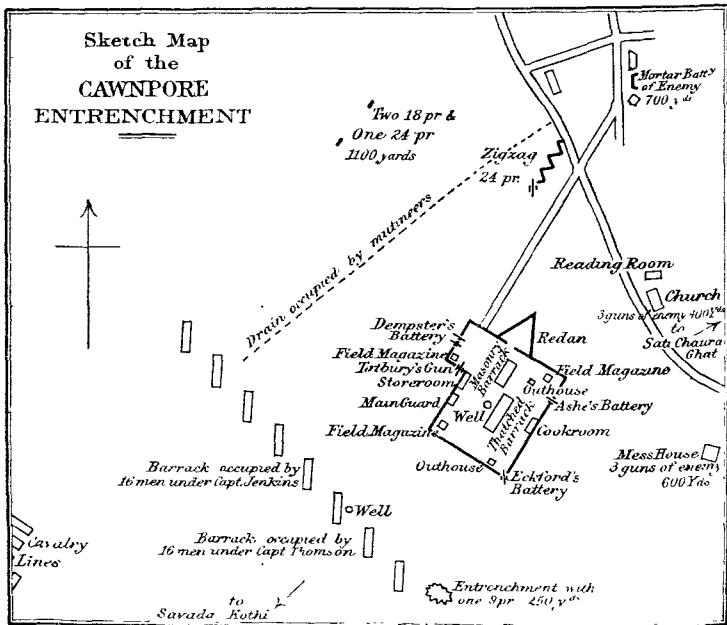 Sketch Map
of the
CAWNPORE
ENTRENCHMENT
Two 18 pr &
One 24 pr
1100 yards
Mortar Batty
of Enemy
700 yds
Zigzag
24 pr.
Drain occupied by mutineers
Reading Room
Church
3 guns of enemy 400 Yds
to
Sati Chaura
Ghat
Redan
Dempster's
Battery
Field Magazine
Totbury's Gun
Storeroom
Main Guard
Field Magazine
Masonry
Barrack
Well
Thatched
Barrack
Outhouse
Field Magazine
Ashe's Battery
Cookroom
Outhouse
Eckford's
Battery
Mess House
3 guns of enemy
600 Yds
Barrack occupied by
16 men under Capt. Jenkins
Well
Barrack occupied by
16 men under Capt Thomson
Cavalry
Lines
to
Savada Kothi
Entrenchment with
one 9pr 250 yds